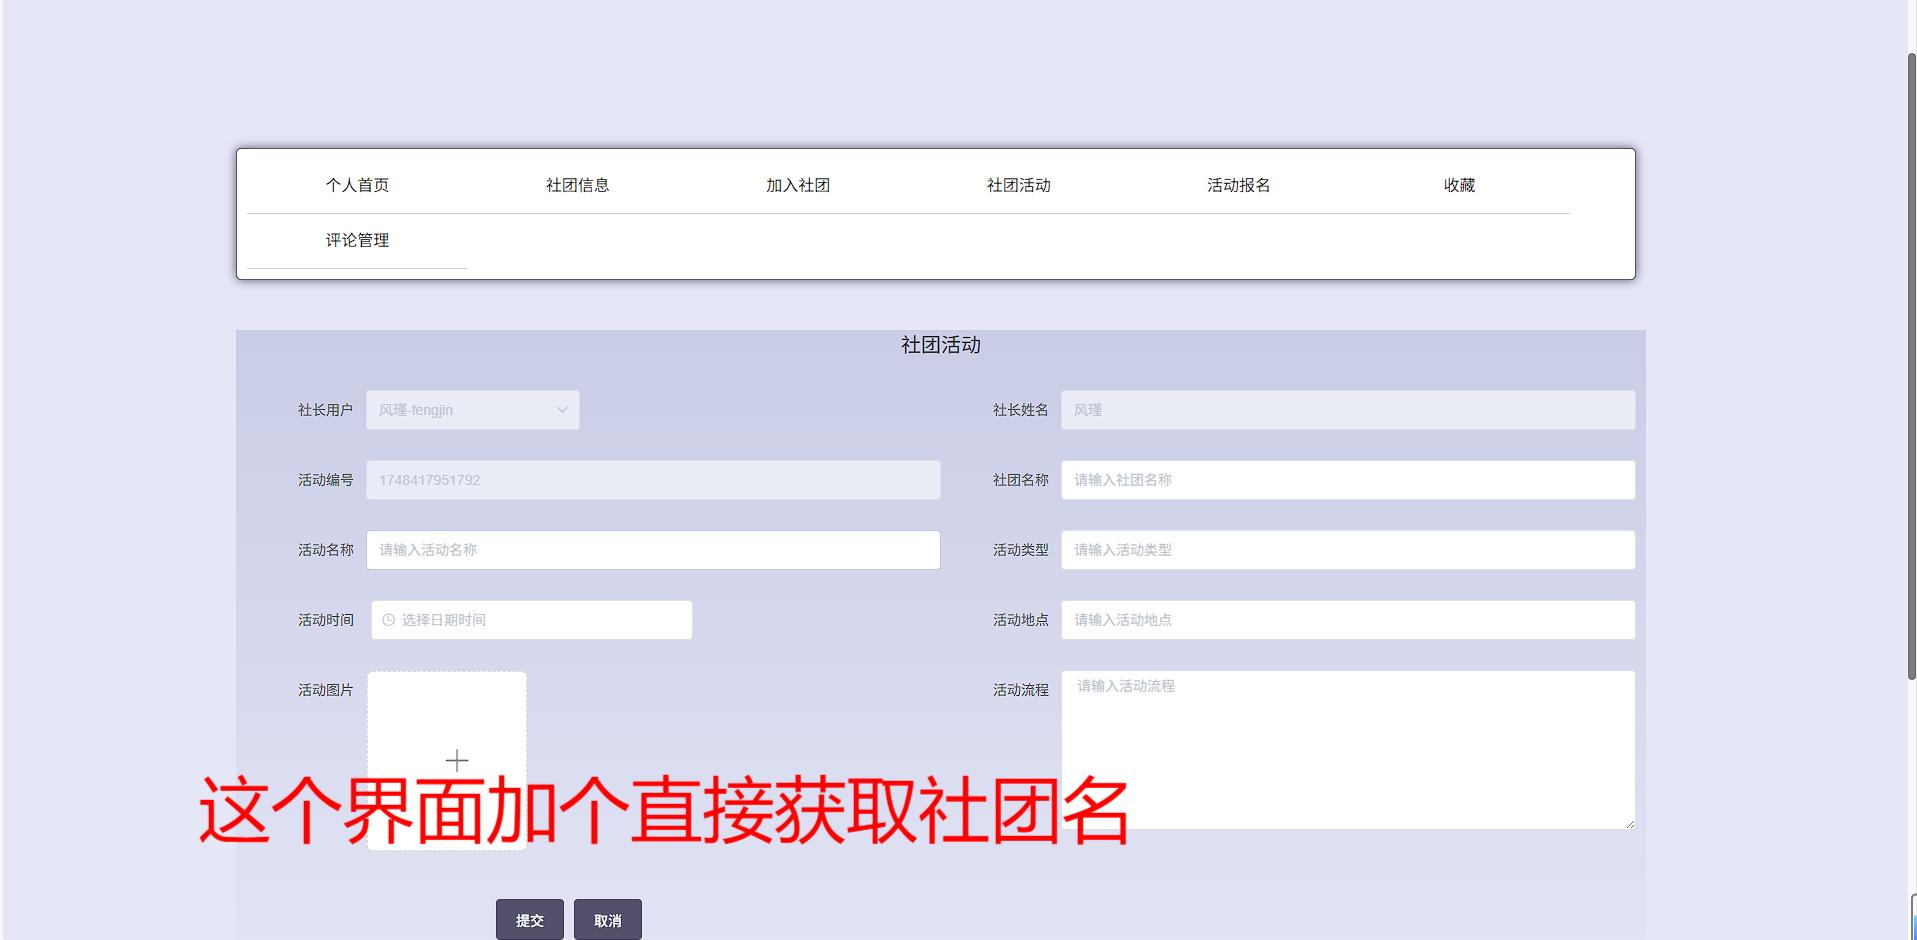 个人首页 社团信息 加入社团 社团活动 活动报名 收藏
评论管理
社团活动
社长用户 风瑾-fengjin 社长姓名 风瑾
活动编号 1748417951792 社团名称 请输入社团名称
活动名称 请输入活动名称 活动类型 请输入活动类型
活动时间 选择日期时间 活动地点 请输入活动地点
活动图片 活动流程 请输入活动流程
这个界面加个直接获取社团名
提交 取消